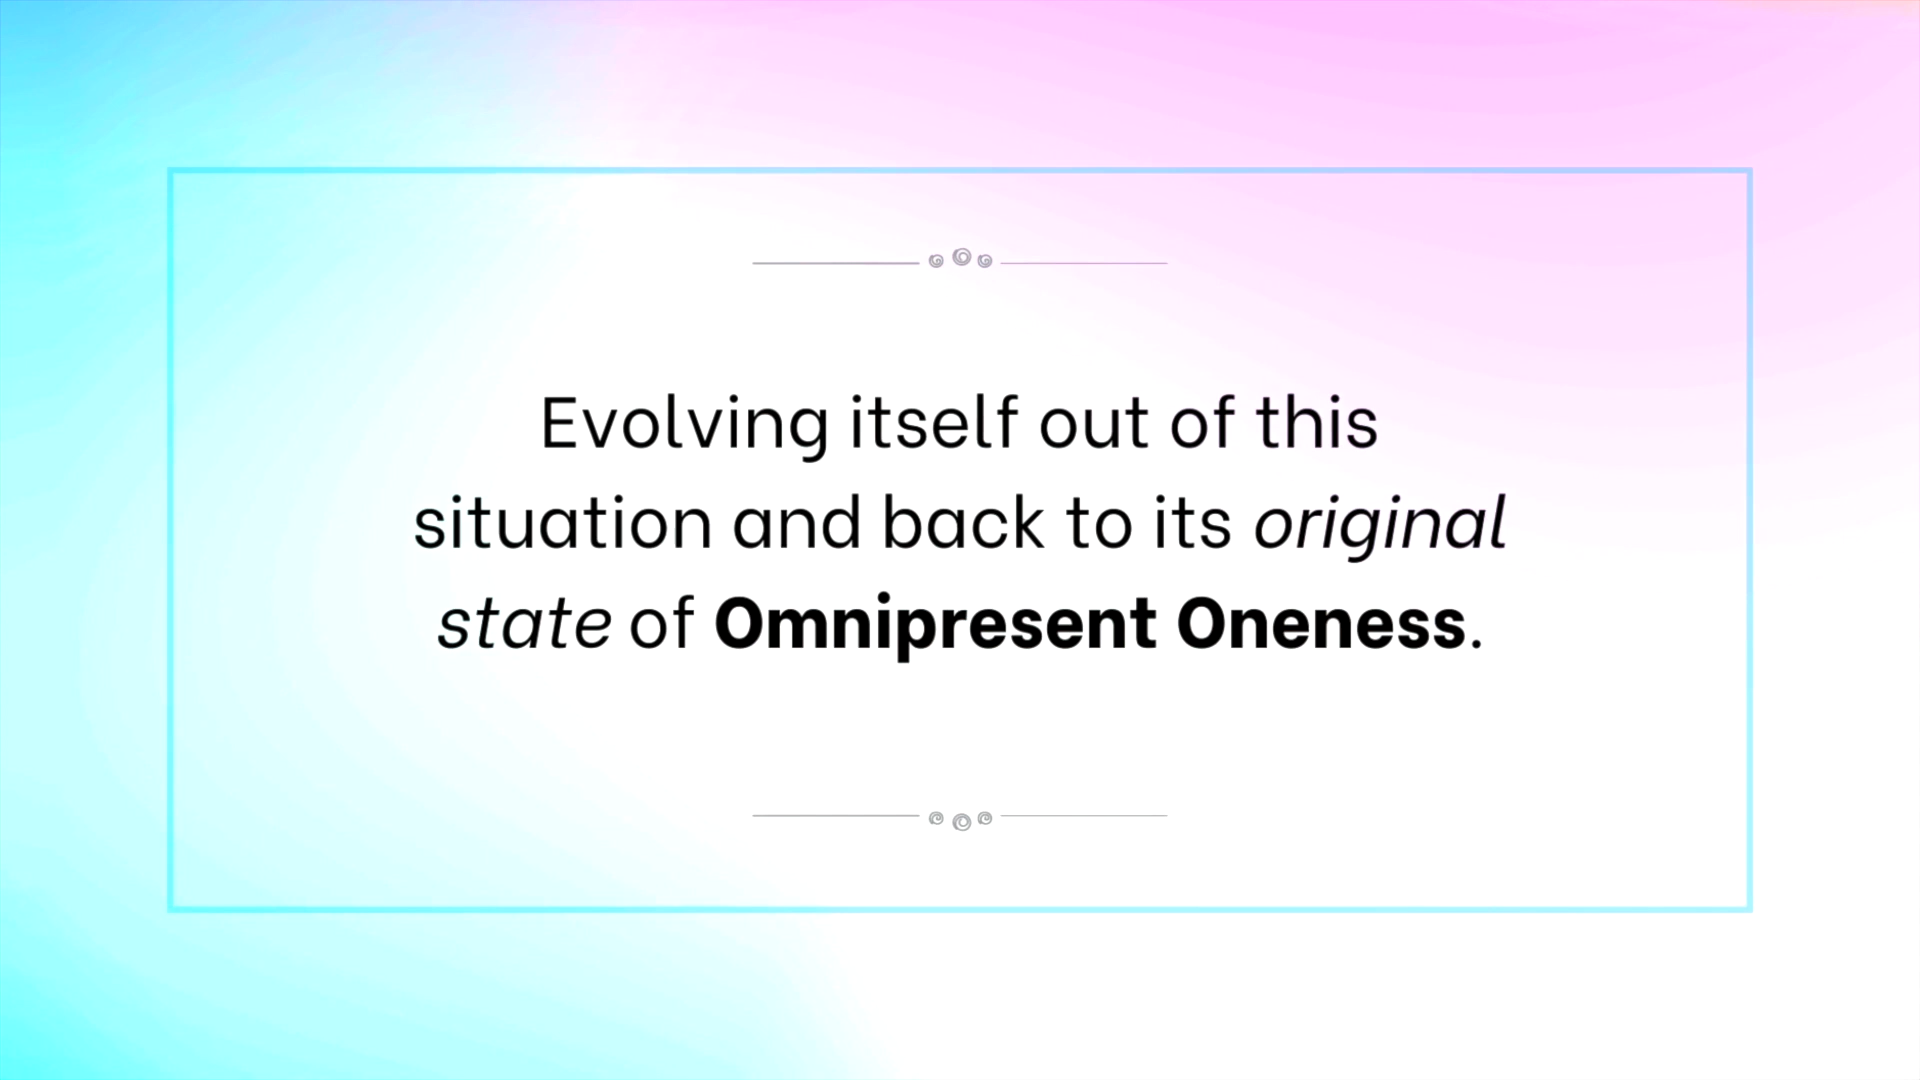 Evolving itself out of this
situation and back to its original
state of Omnipresent Oneness.